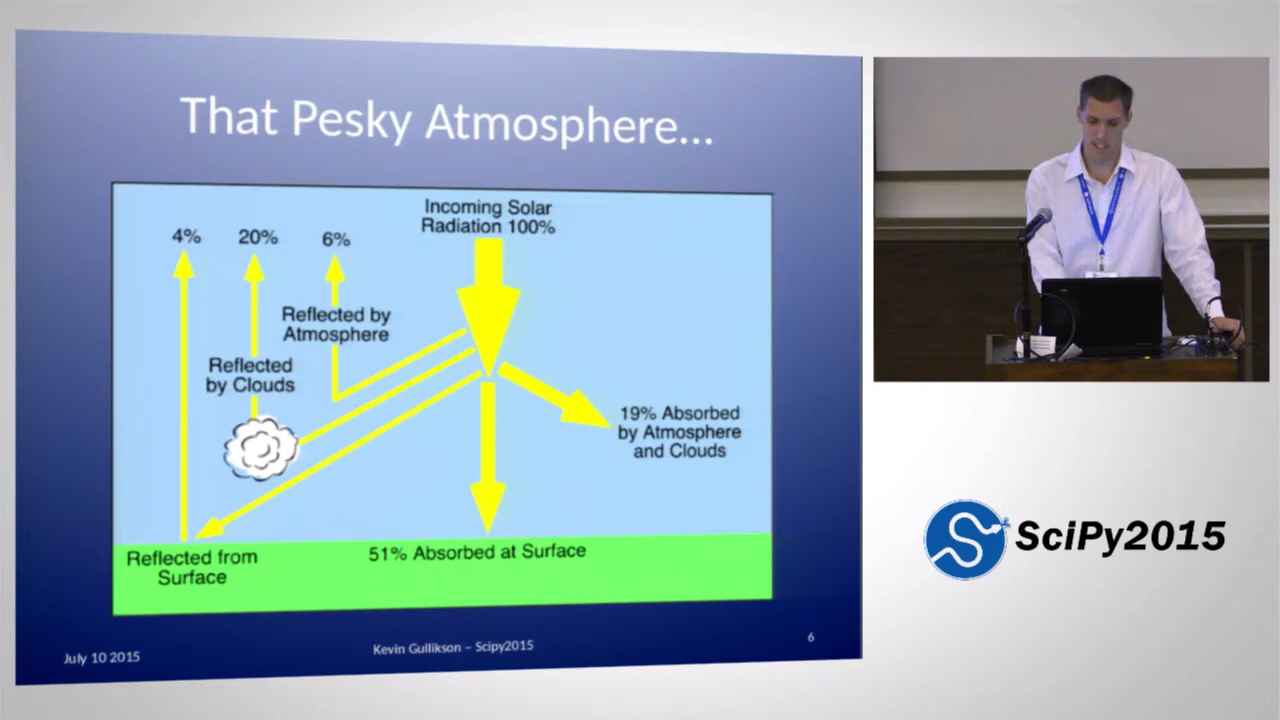 That Pesky Atmosphere...
Incoming Solar
Radiation 100%
4%
20%
6%
Reflected by
Atmosphere
Reflected
by Clouds
19% Absorbed
by Atmosphere
and Clouds
Reflected from
Surface
51% Absorbed at Surface
July 10 2015
Kevin Gullikson – Scipy2015
6
SciPy2015